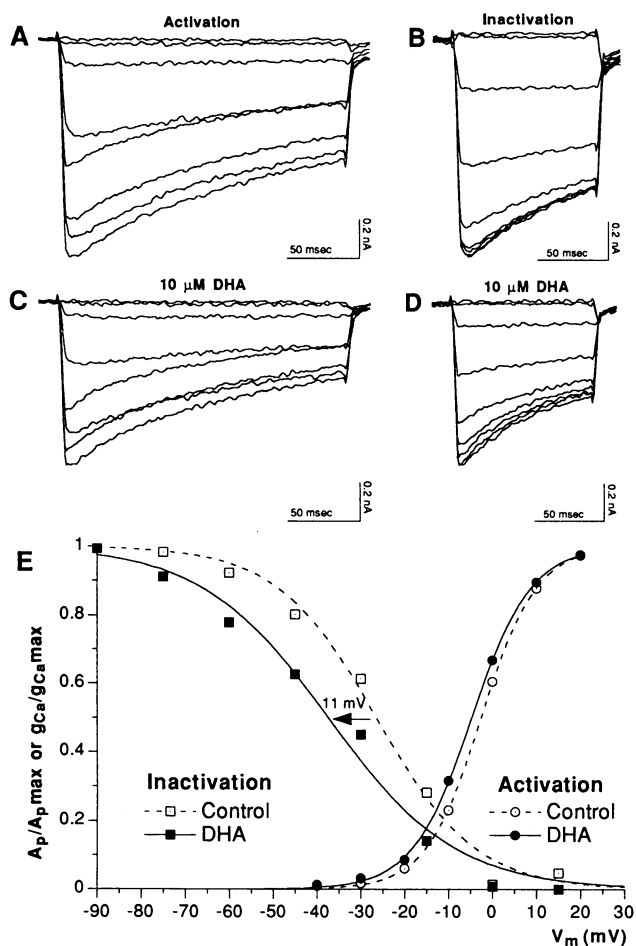 A
Activation
B
Inactivation
50 msec
0.2 nA
50 msec
0.2 nA
C
10 µM DHA
D
10 µM DHA
50 msec
0.2 nA
50 msec
0.2 nA
E
Ap/Apmax or gCa/gCamax
1
0.8
0.6
0.4
0.2
0
11 mV
Inactivation
Control
DHA
Activation
Control
DHA
-90 -80 -70 -60 -50 -40 -30 -20 -10 0 10 20 30
Vm (mV)